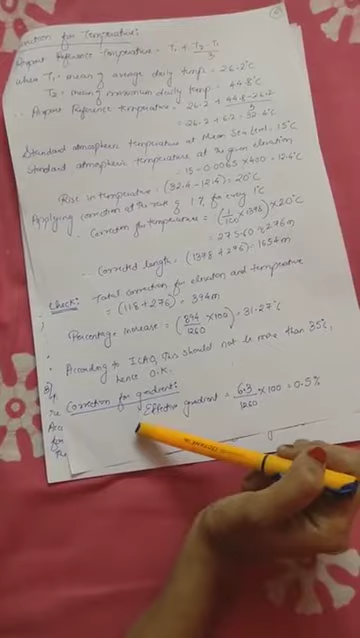 Correction for Temperature:
Airport Reference Temperature = T₁ + (T₂ - T₁)/3
where T₁ = mean of average daily temp = 26.2°C
T₂ = mean of maximum daily temp = 44.8°C
∴ Airport Reference temperature = 26.2 + (44.8 - 26.2)/3
= 26.2 + 6.2 = 32.4°C
Standard atmospheric temperature at Mean Sea Level = 15°C
Standard atmospheric temperature at the given elevation
= 15 - 0.0065 × 400 = 12.4°C
Rise in temperature = (32.4 - 12.4) = 20°C
Applying correction at the rate of 1% for every 1°C
∴ Correction for temperature = (1/100 × 1378) × 20°C
= 275.60 ≈ 276m
∴ Corrected length = (1378 + 276) = 1654m
Check: Total correction for elevation and temperature
= (118 + 276) = 394m
Percentage increase = (394/1260 × 100) = 31.27°C
According to ICAO, this should not be more than 35°C,
hence O.K.
Correction for gradient:
Effective gradient = 6.3/1260 × 100 = 0.5%